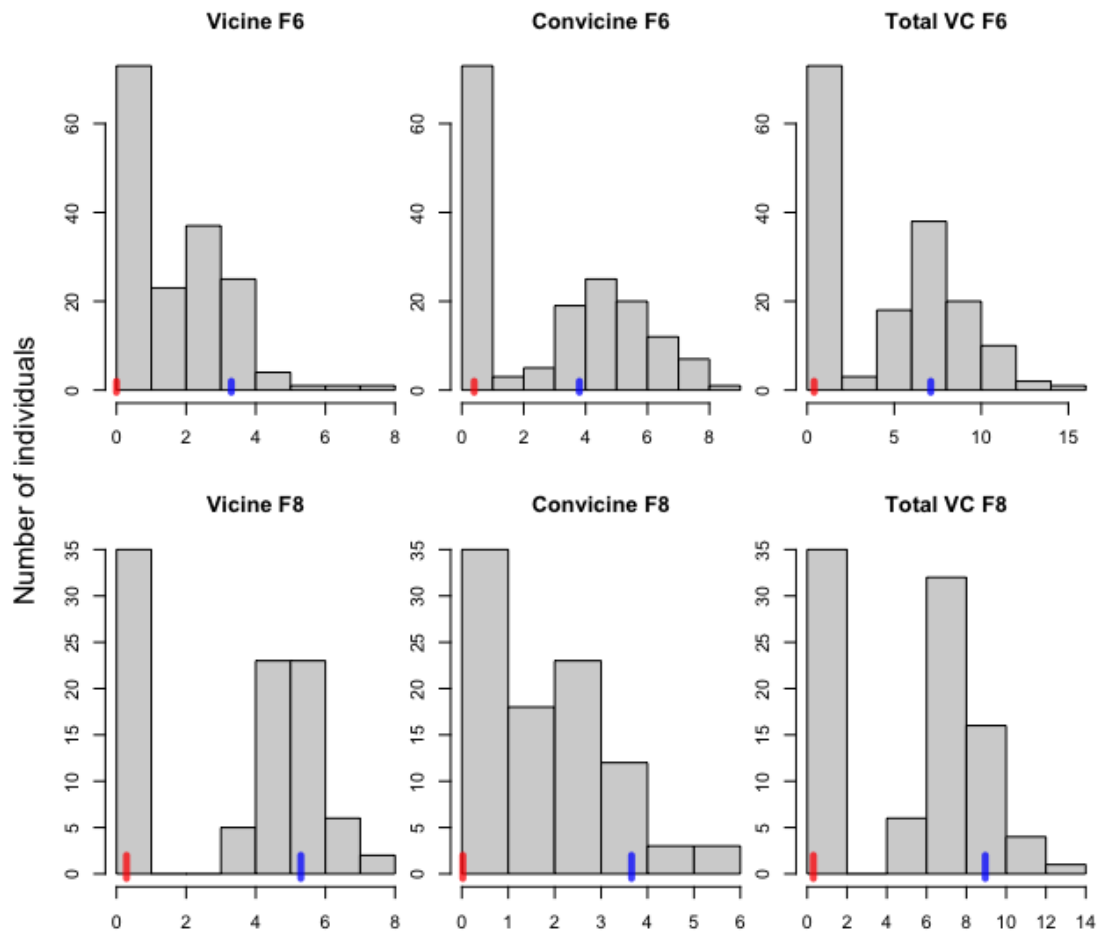 Vicine F6 Convicine F6 Total VC F6
60 60 60
40 40 40
20 20 20
0 0 0
0 2 4 6 8 0 2 4 6 8 5 10 15
Number of individuals
Vicine F8 Convicine F8 Total VC F8
35 35 35
30 30 30
25 25 25
20 20 20
15 15 15
10 10 10
5 5 5
0 0 0
0 2 4 6 8 0 1 2 3 4 5 6 0 2 4 6 8 10 12 14